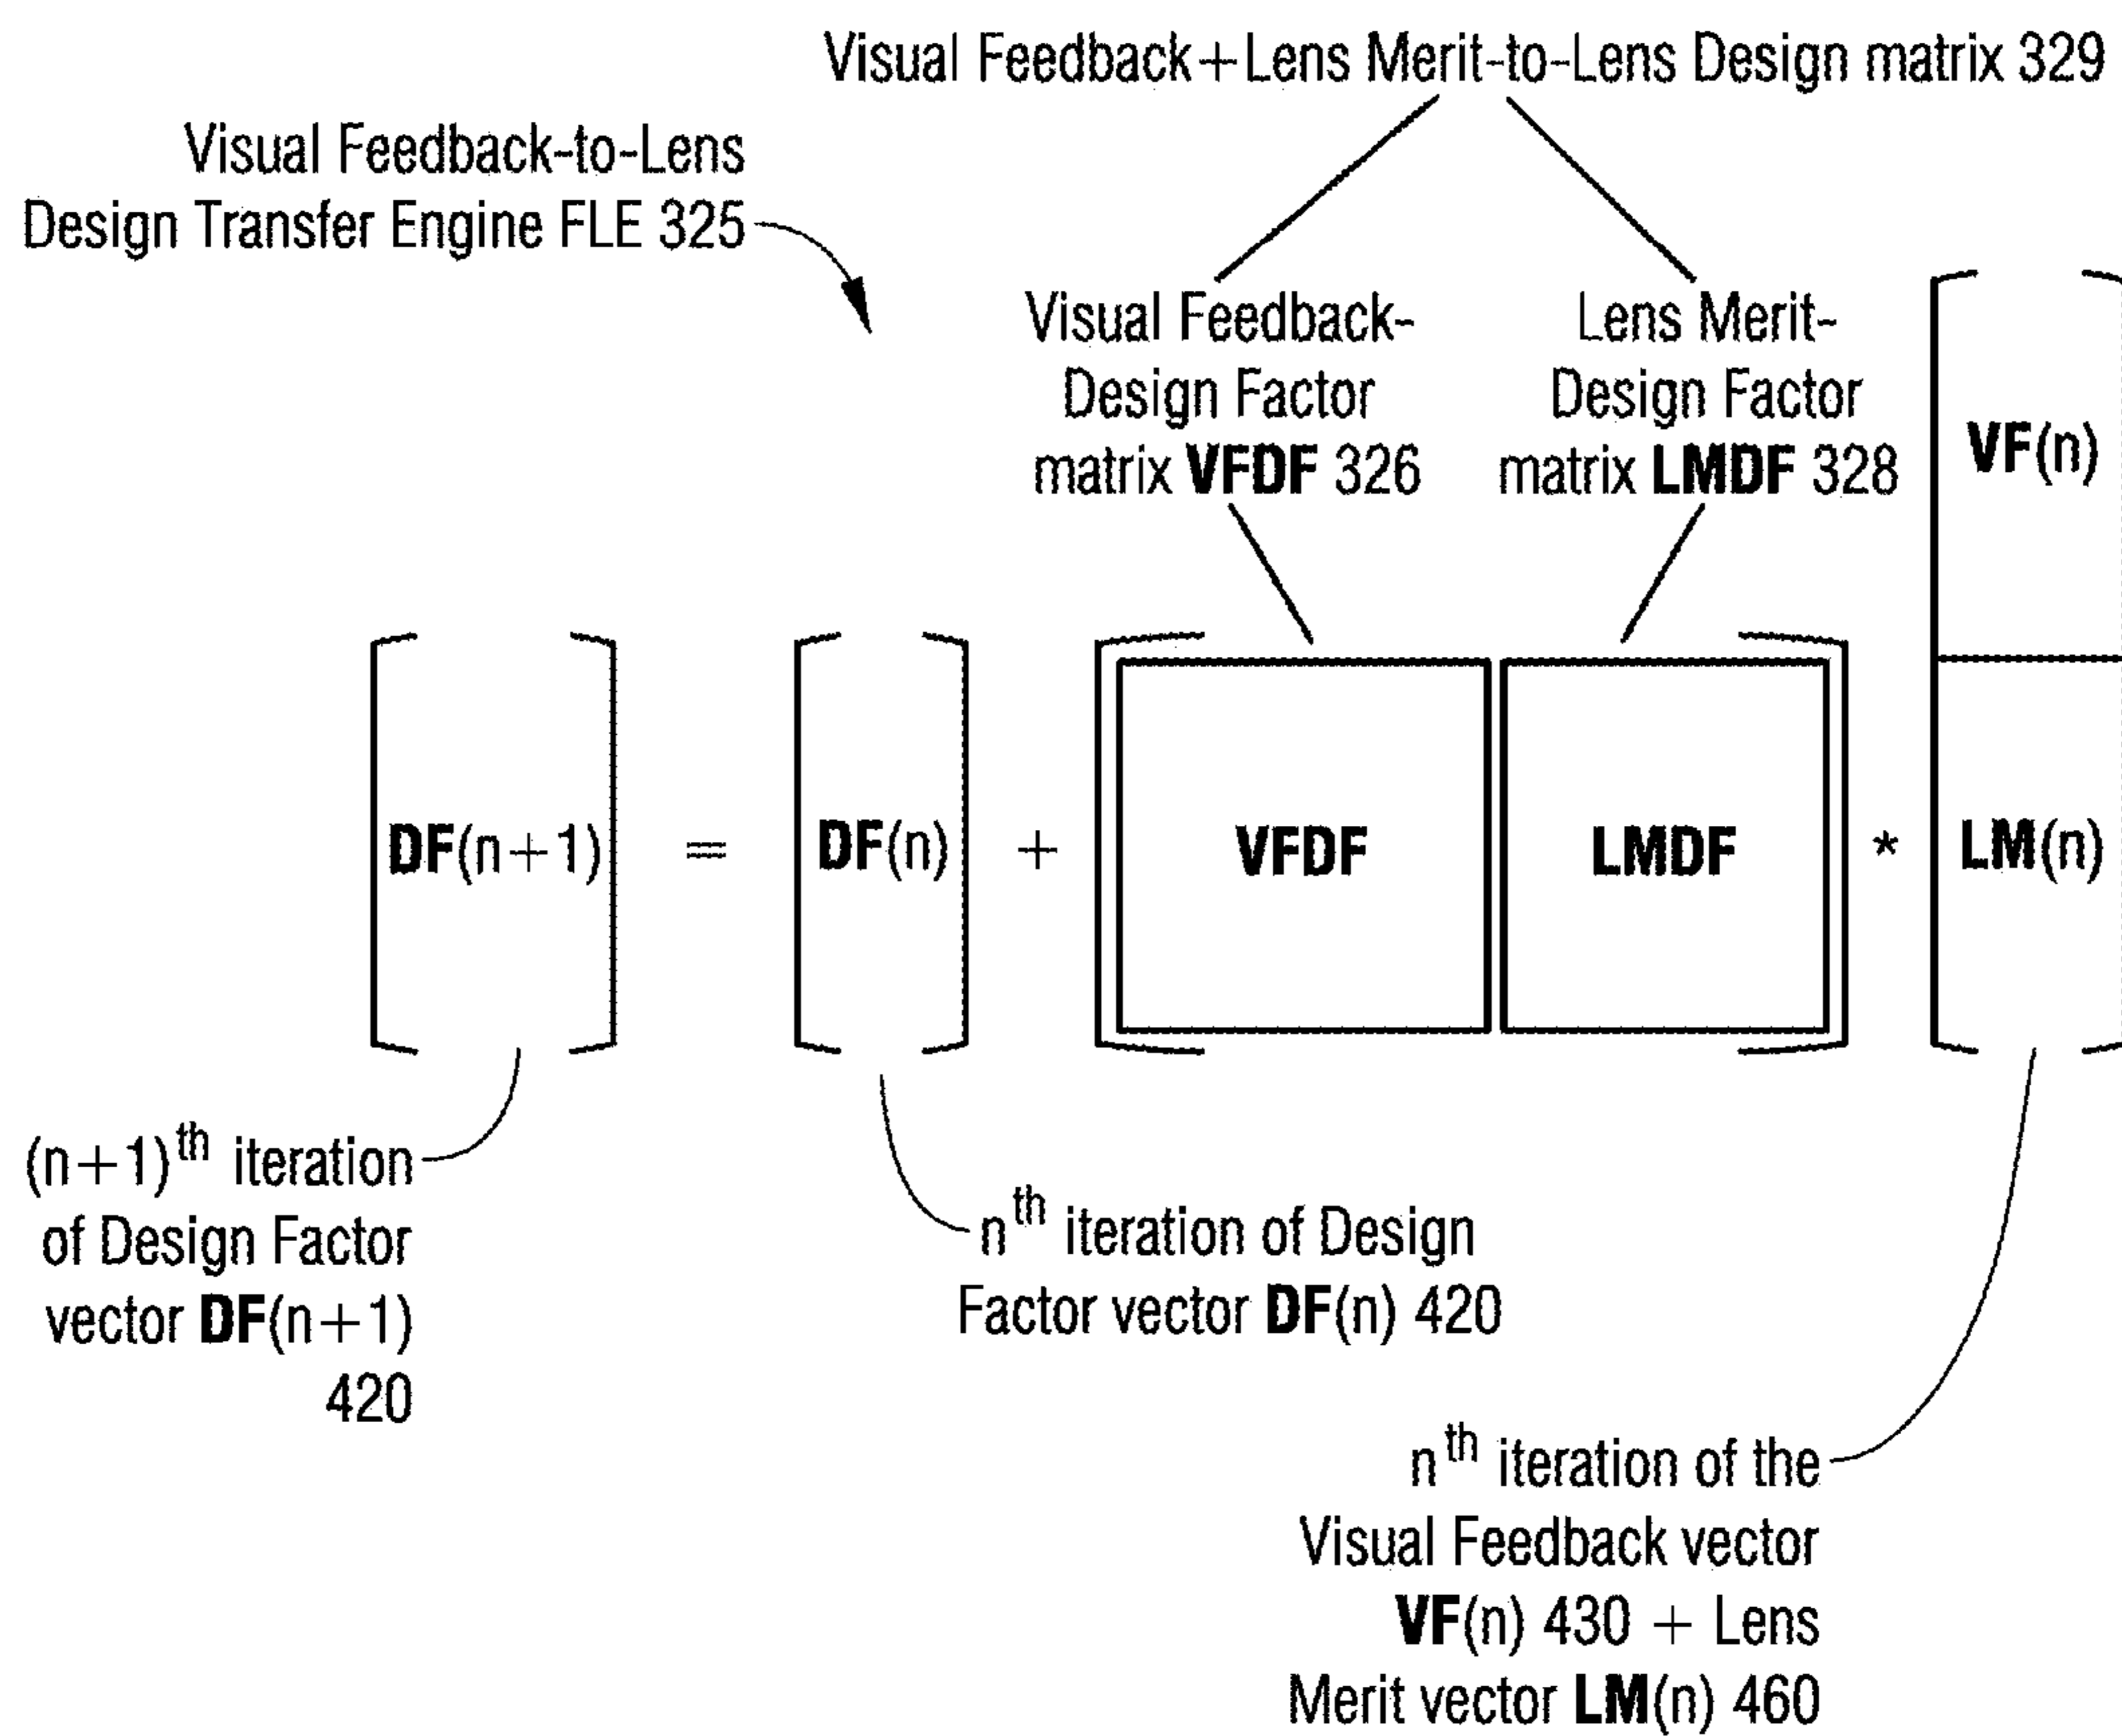 Visual Feedback+Lens Merit-to-Lens Design matrix 329
Visual Feedback-to-Lens
Design Transfer Engine FLE 325
Visual Feedback-
Design Factor
matrix VFDF 326
Lens Merit-
Design Factor
matrix LMDF 328
VF(n)
DF(n+1) = DF(n) + VFDF LMDF * LM(n)
(n+1)th iteration
of Design Factor
vector DF(n+1)
420
nth iteration of Design
Factor vector DF(n) 420
nth iteration of the
Visual Feedback vector
VF(n) 430 + Lens
Merit vector LM(n) 460